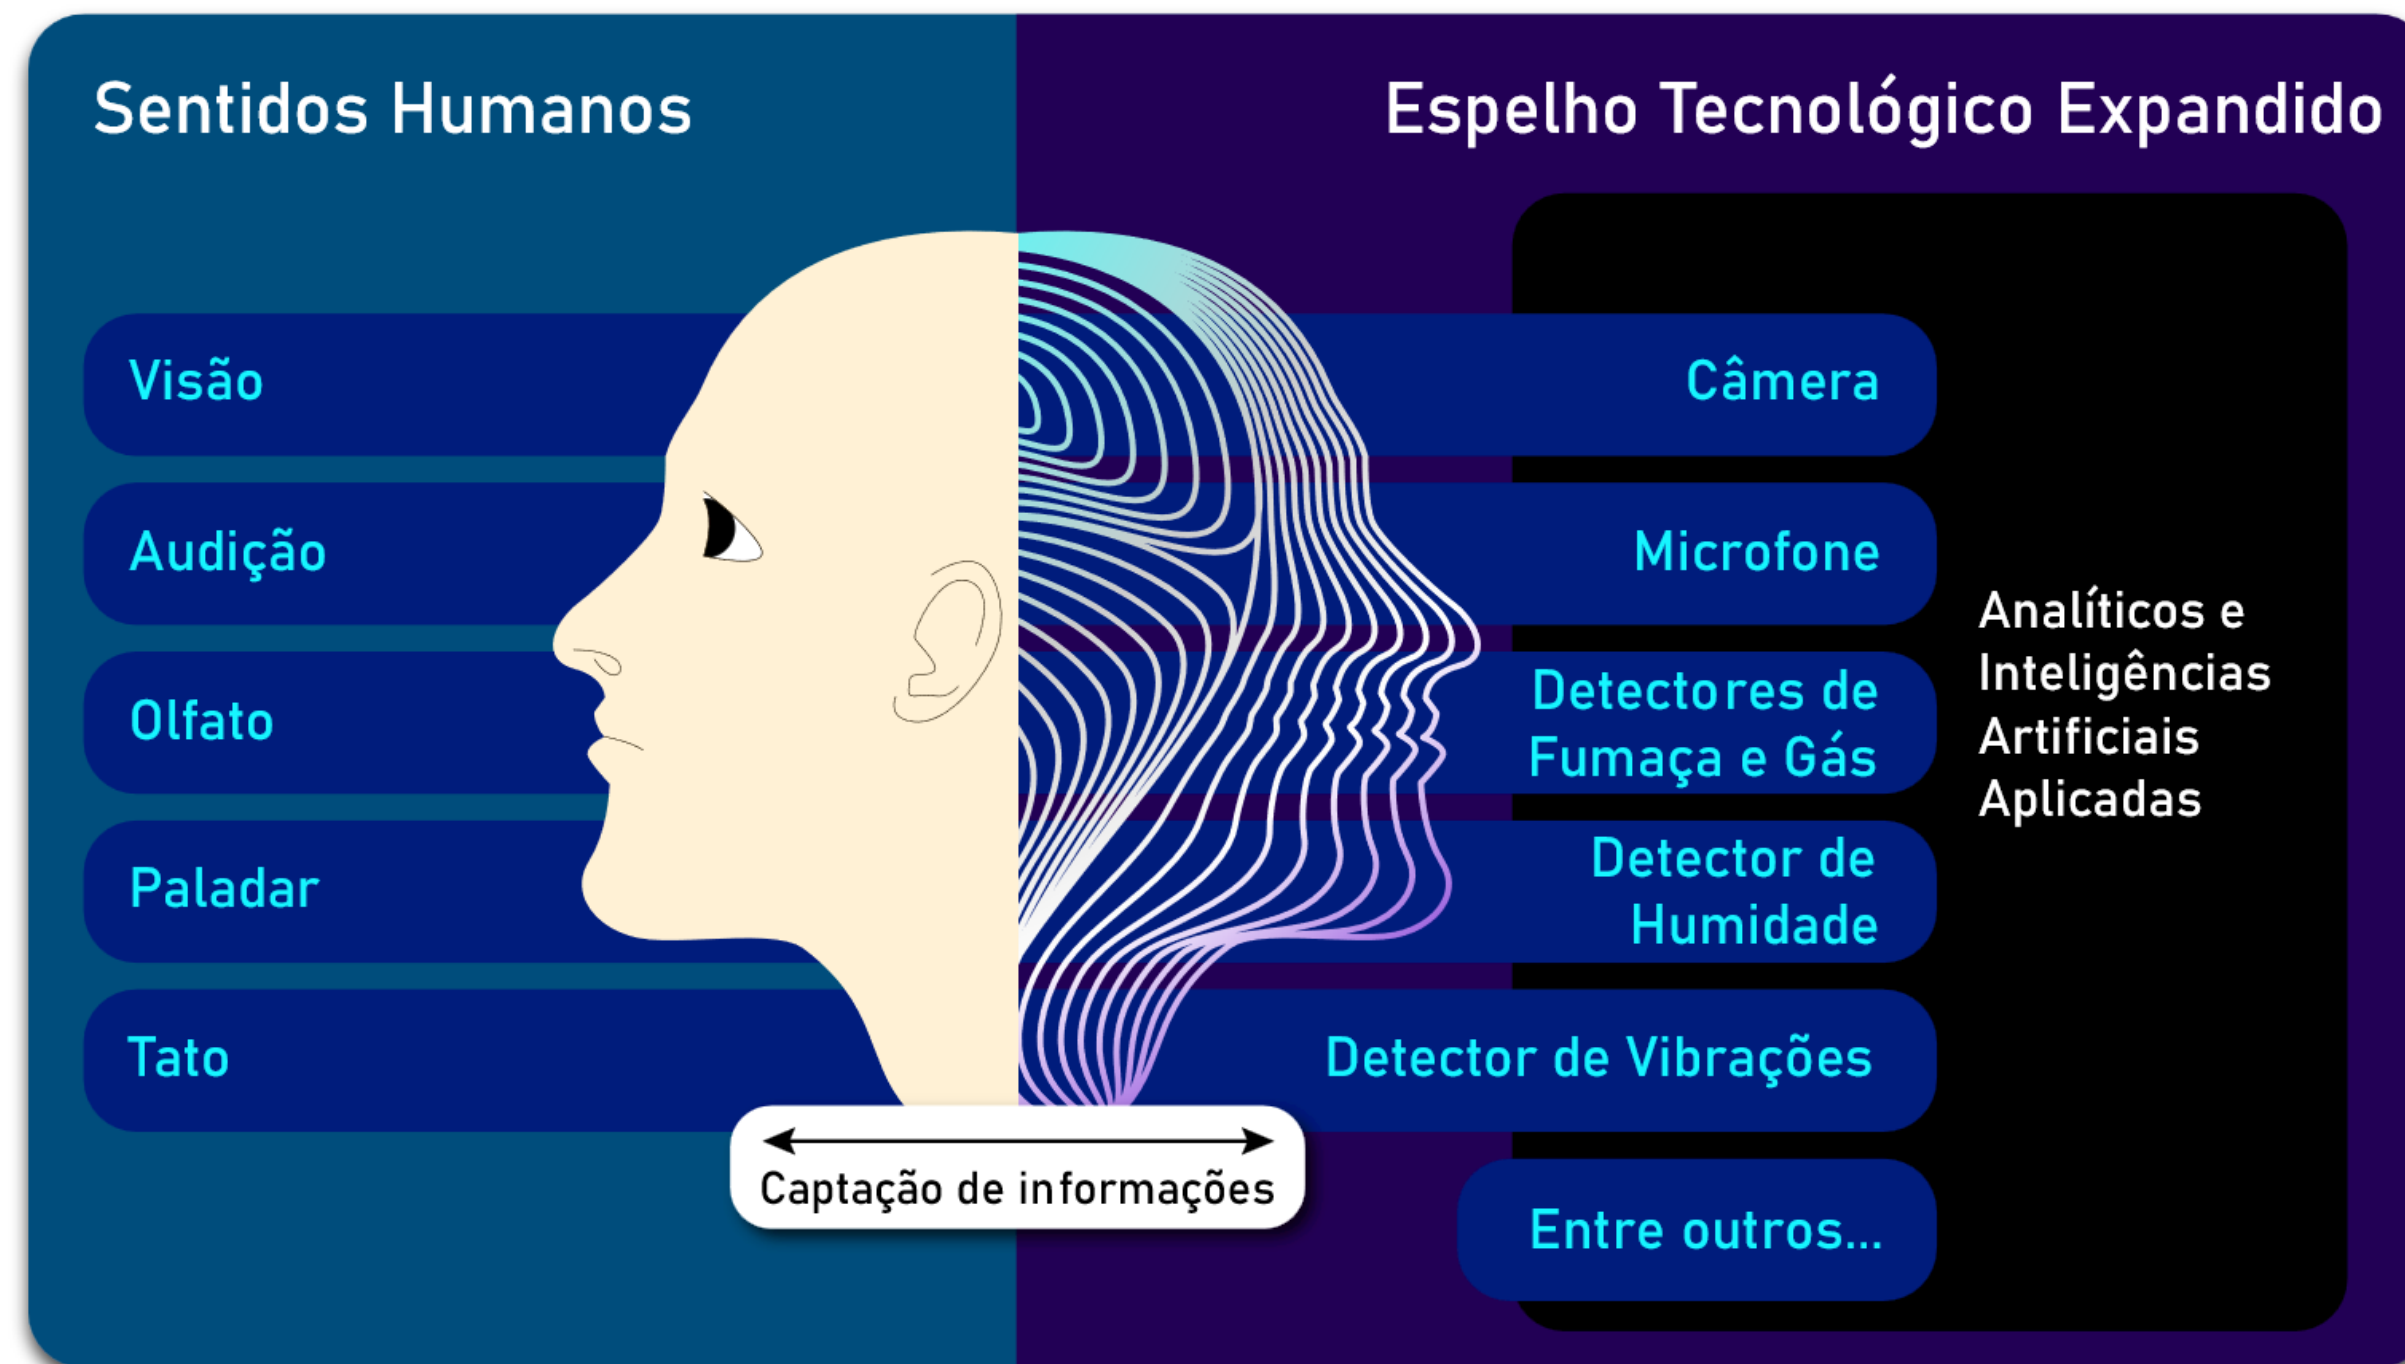 Sentidos Humanos
Espelho Tecnológico Expandido
Visão
Câmera
Audição
Microfone
Olfato
Detectores de
Fumaça e Gás
Paladar
Detector de
Humidade
Tato
Detector de Vibrações
Entre outros...
Analíticos e
Inteligências
Artificiais
Aplicadas
Captação de informações